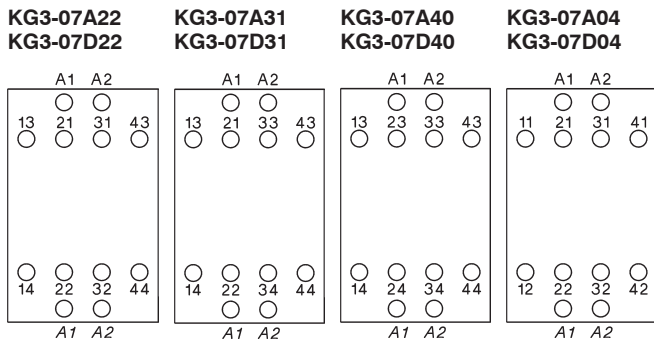 KG3-07A22 KG3-07A31 KG3-07A40 KG3-07A04
KG3-07D22 KG3-07D31 KG3-07D40 KG3-07D04
A1 A2 A1 A2 A1 A2 A1 A2
13 21 31 43 13 21 33 43 13 23 33 43 11 21 31 41
14 22 32 44 14 22 34 44 14 24 34 44 12 22 32 42
A1 A2 A1 A2 A1 A2 A1 A2